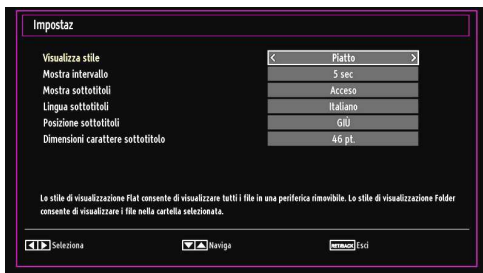 Impostaz
Visualizza stile < Piatto >
Mostra intervallo 5 sec
Mostra sottotitoli Acceso
Lingua sottotitoli Italiano
Posizione sottotitoli GIÙ
Dimensioni carattere sottotitolo 46 pt.
Lo stile di visualizzazione Flat consente di visualizzare tutti i file in una periferica rimovibile. Lo stile di visualizzazione Folder
consente di visualizzare i file nella cartella selezionata.
Seleziona Naviga RETBACK Esci